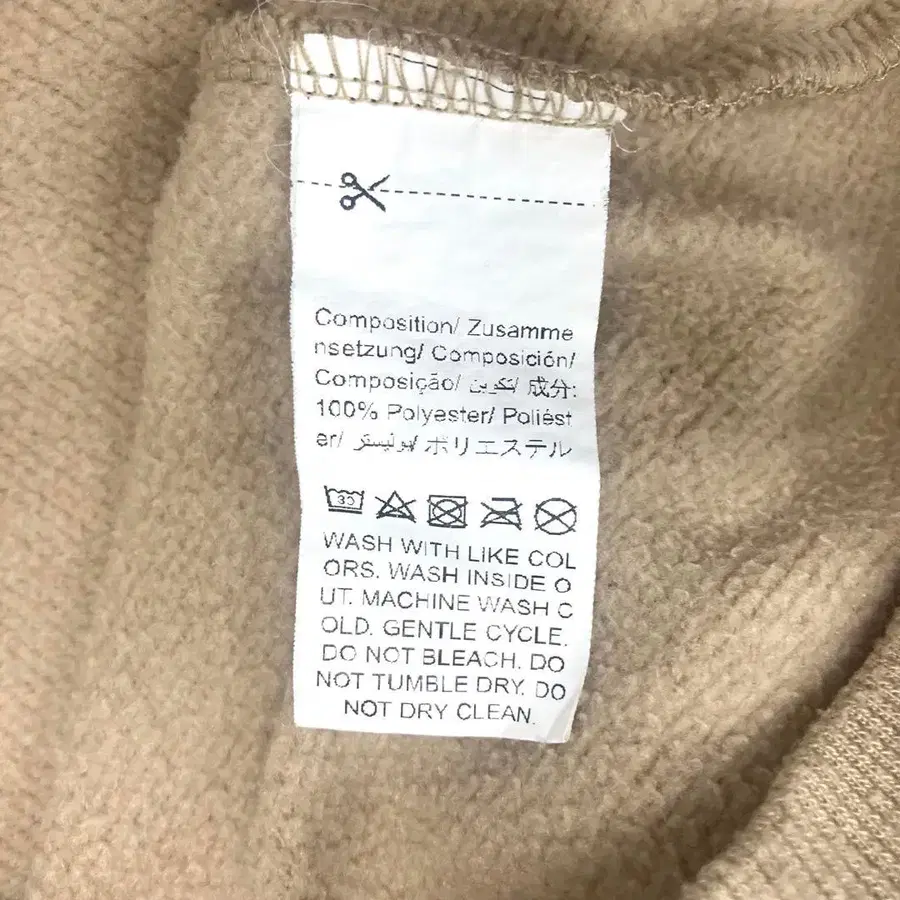 Composition/ Zusamme
nsetzung/ Composición/
Composição/ تكوين/ 成分:
100% Polyester/ Poliést
er/ بوليستر/ ポリエステル
30
WASH WITH LIKE COL
ORS. WASH INSIDE O
UT. MACHINE WASH C
OLD. GENTLE CYCLE.
DO NOT BLEACH. DO
NOT TUMBLE DRY. DO
NOT DRY CLEAN.